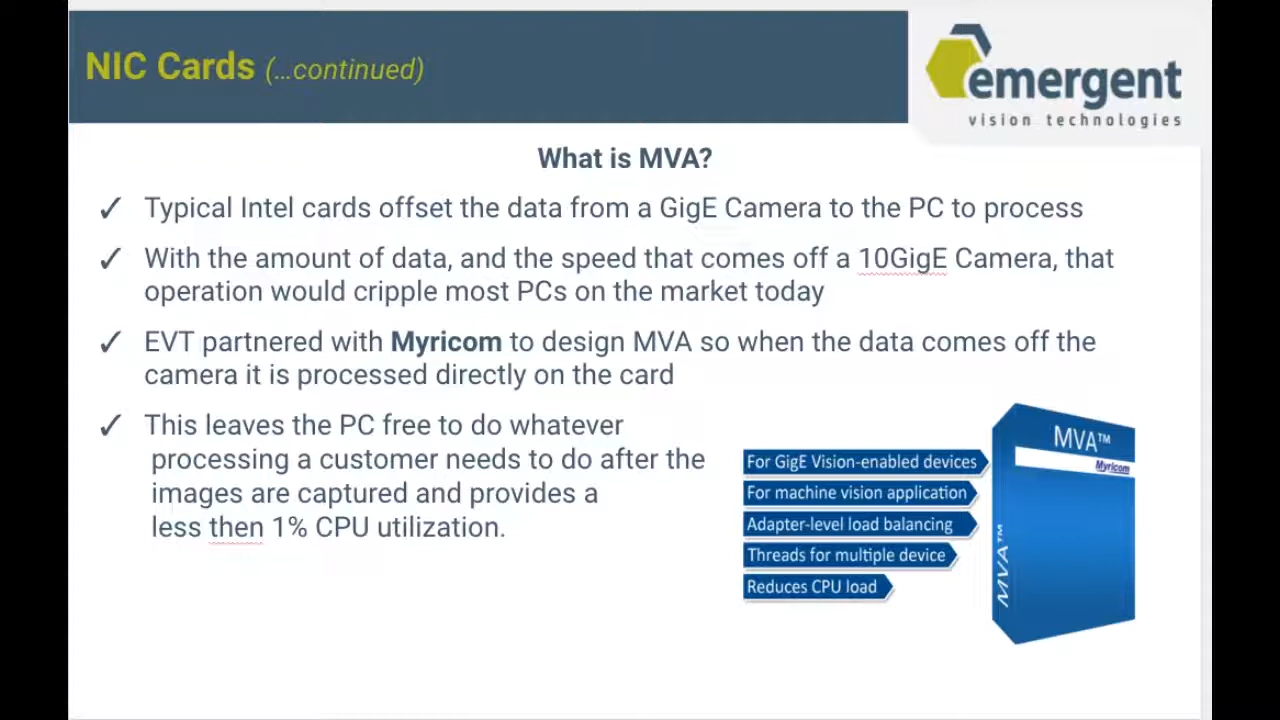 NIC Cards (...continued)
emergent
vision technologies
What is MVA?
✓ Typical Intel cards offset the data from a GigE Camera to the PC to process
✓ With the amount of data, and the speed that comes off a 10GigE Camera, that
operation would cripple most PCs on the market today
✓ EVT partnered with Myricom to design MVA so when the data comes off the
camera it is processed directly on the card
✓ This leaves the PC free to do whatever
processing a customer needs to do after the
images are captured and provides a
less then 1% CPU utilization.
For GigE Vision-enabled devices
For machine vision application
Adapter-level load balancing
Threads for multiple device
Reduces CPU load
MVA™
Myricom
MVA™